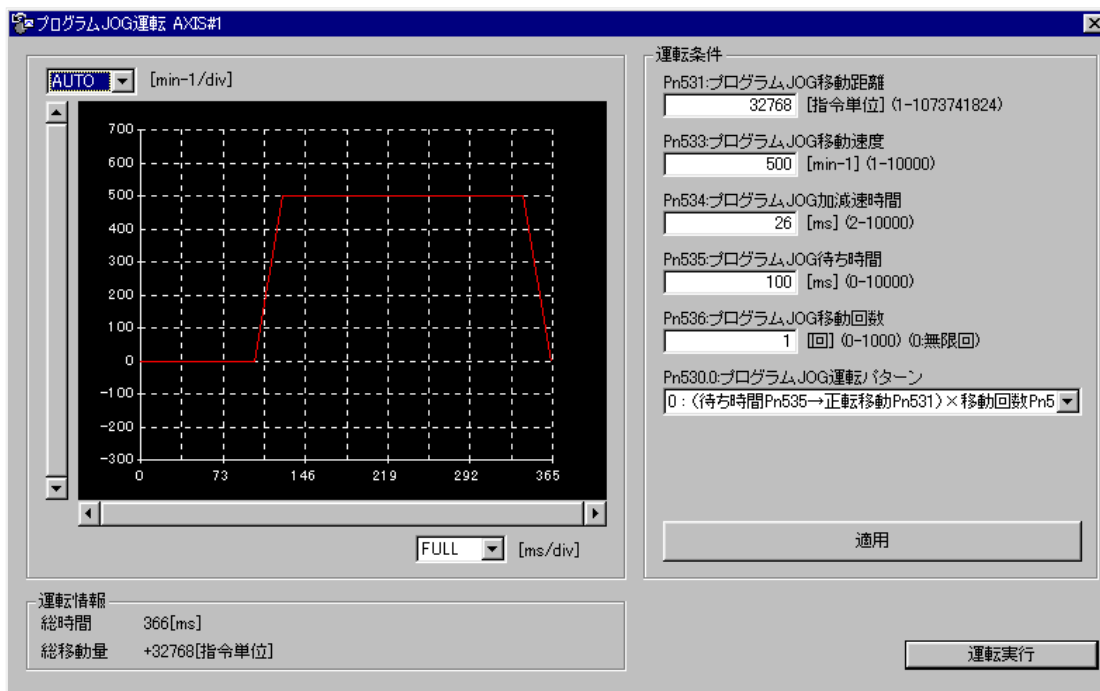 プログラムJOG運転 AXIS#1
AUTO [min-1/div]
700
600
500
400
300
200
100
0
-100
-200
-300
0 73 146 219 292 365
FULL [ms/div]
運転条件
Pn531:プログラムJOG移動距離
32768 [指令単位] (1-1073741824)
Pn533:プログラムJOG移動速度
500 [min-1] (1-10000)
Pn534:プログラムJOG加減速時間
26 [ms] (2-10000)
Pn535:プログラムJOG待ち時間
100 [ms] (0-10000)
Pn536:プログラムJOG移動回数
1 [回] (0-1000) (0:無限回)
Pn530.0:プログラムJOG運転パターン
0 : (待ち時間Pn535→正転移動Pn531)×移動回数Pn5
適用
運転情報
総時間 366[ms]
総移動量 +32768[指令単位]
運転実行